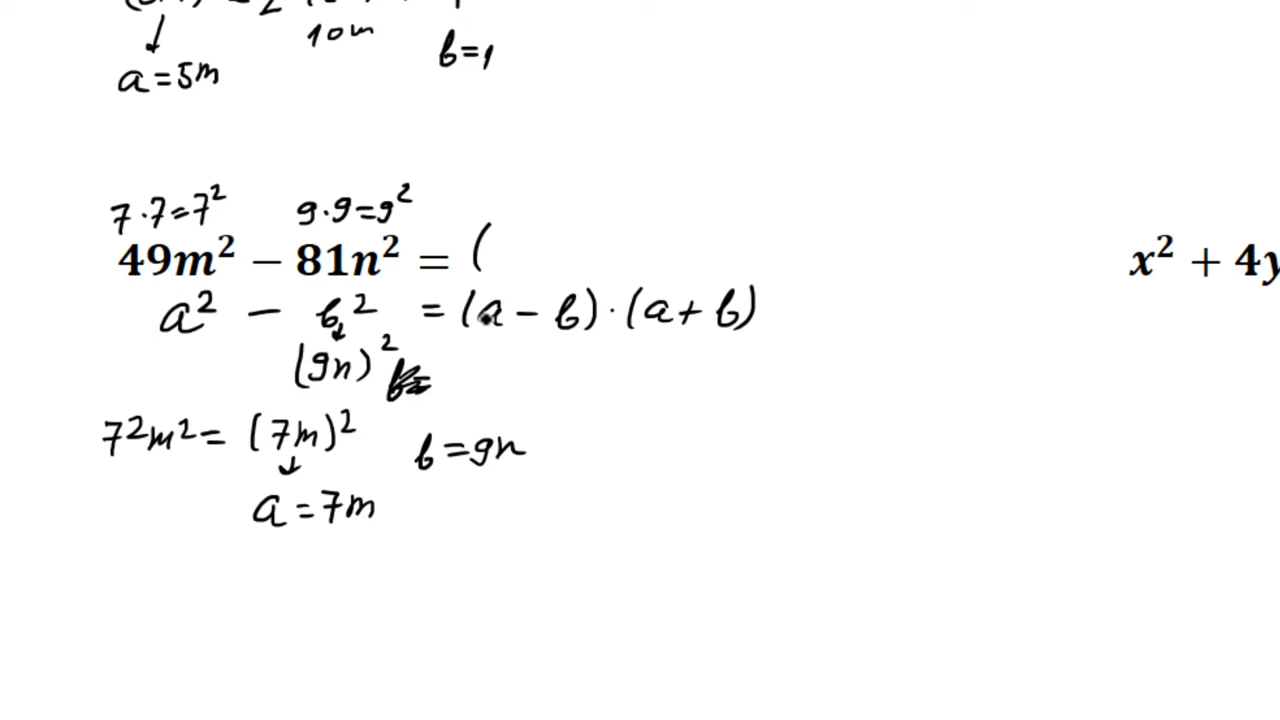 10m
b=1
a=5m
7·7=7² 9·9=9²
49m² − 81n² = (
a² − b² = (a − b)·(a + b)
(9n)²
7²m² = (7m)² b=9n
a=7m
x² + 4y